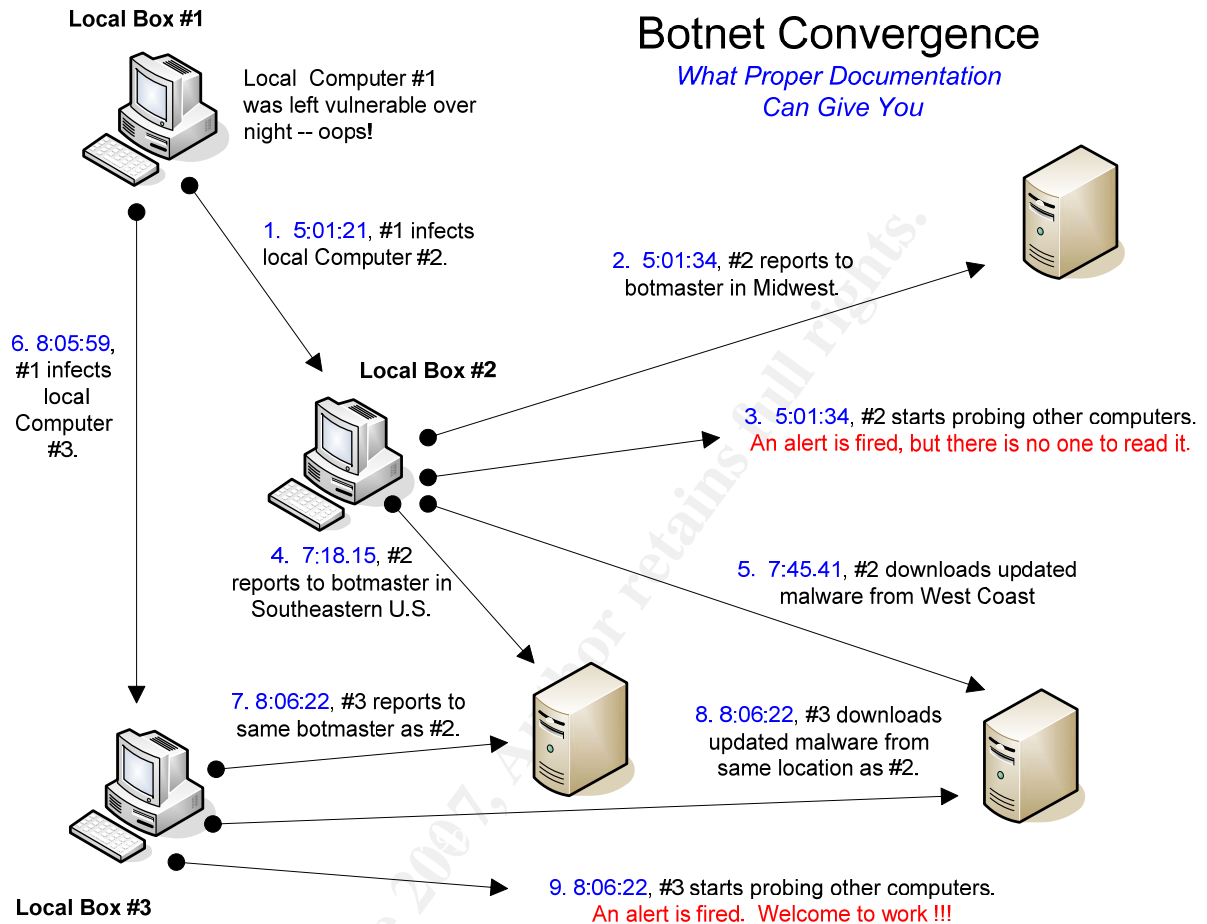 Local Box #1
Botnet Convergence
What Proper Documentation
Can Give You
Local Computer #1
was left vulnerable over
night -- oops!
1. 5:01:21, #1 infects
local Computer #2.
2. 5:01:34, #2 reports to
botmaster in Midwest.
6. 8:05:59,
#1 infects
local
Computer
#3.
Local Box #2
3. 5:01:34, #2 starts probing other computers.
An alert is fired, but there is no one to read it.
4. 7:18.15, #2
reports to botmaster in
Southeastern U.S.
5. 7:45.41, #2 downloads updated
malware from West Coast
7. 8:06:22, #3 reports to
same botmaster as #2.
8. 8:06:22, #3 downloads
updated malware from
same location as #2.
9. 8:06:22, #3 starts probing other computers.
An alert is fired. Welcome to work !!!
Local Box #3
2007, Author retains full rights.